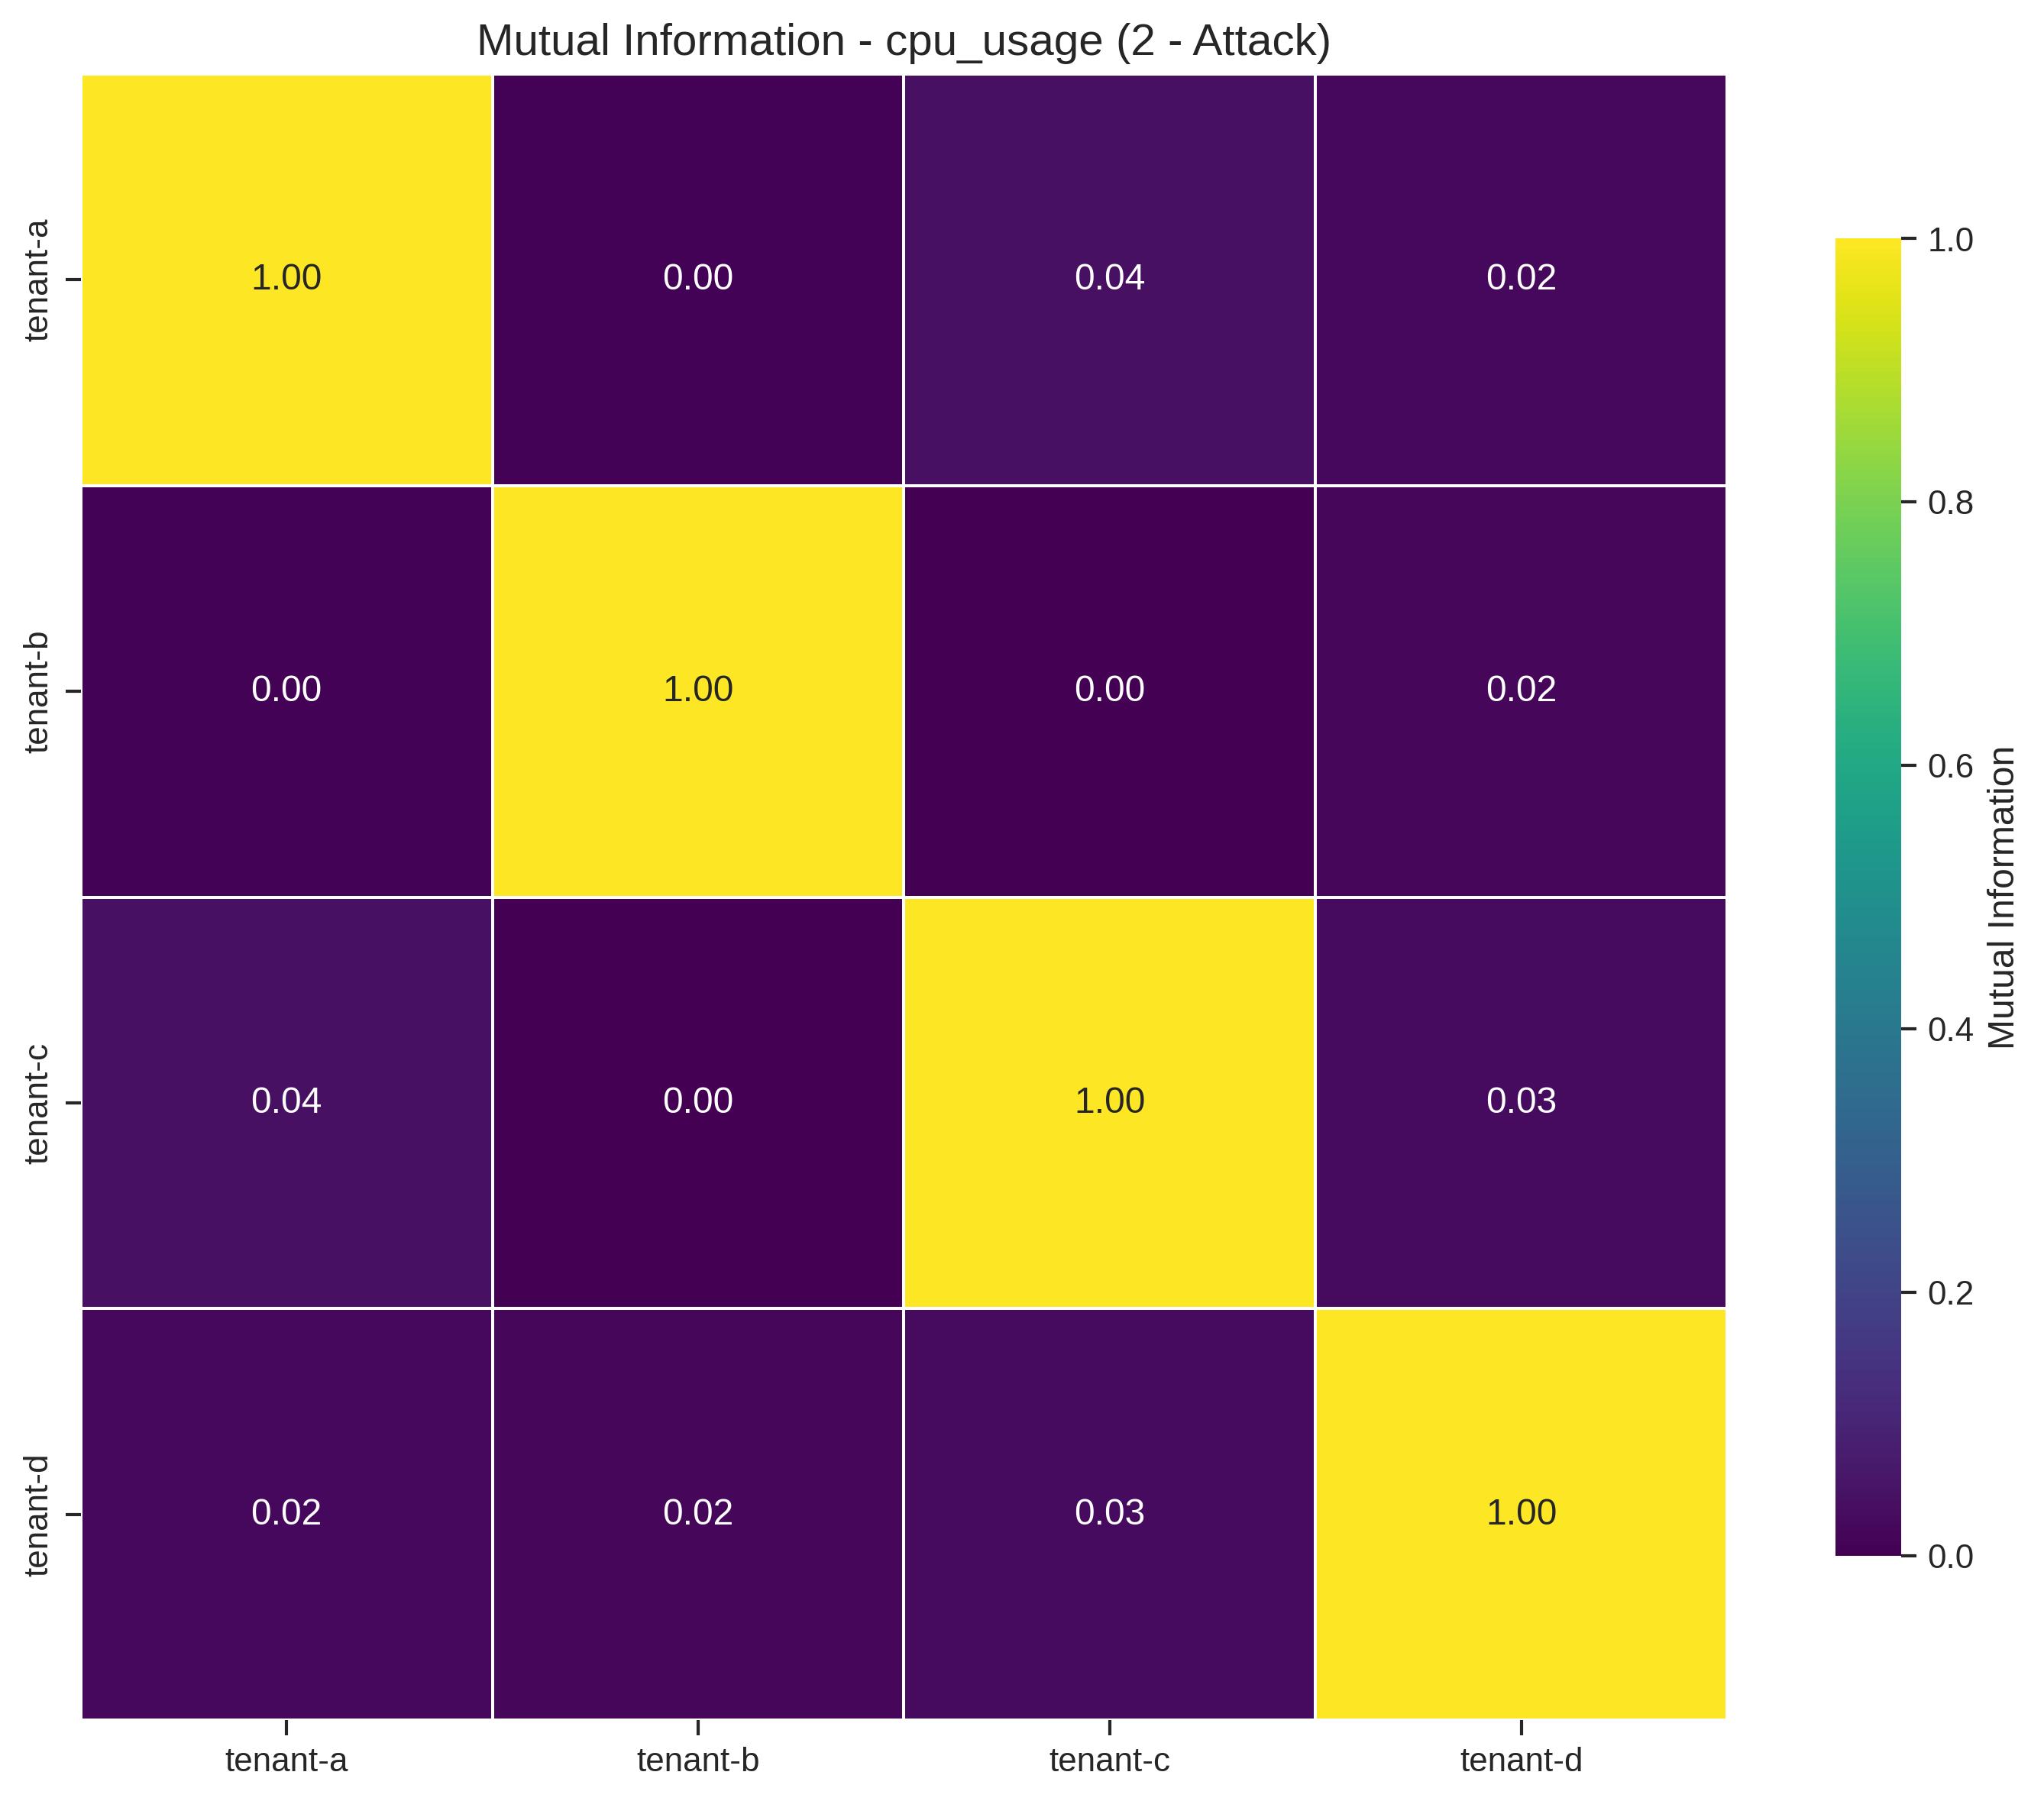 Mutual Information - cpu_usage (2 - Attack)
tenant-a
1.00 0.00 0.04 0.02
tenant-b
0.00 1.00 0.00 0.02
tenant-c
0.04 0.00 1.00 0.03
tenant-d
0.02 0.02 0.03 1.00
tenant-a tenant-b tenant-c tenant-d
1.0
0.8
0.6
0.4
0.2
0.0
Mutual Information